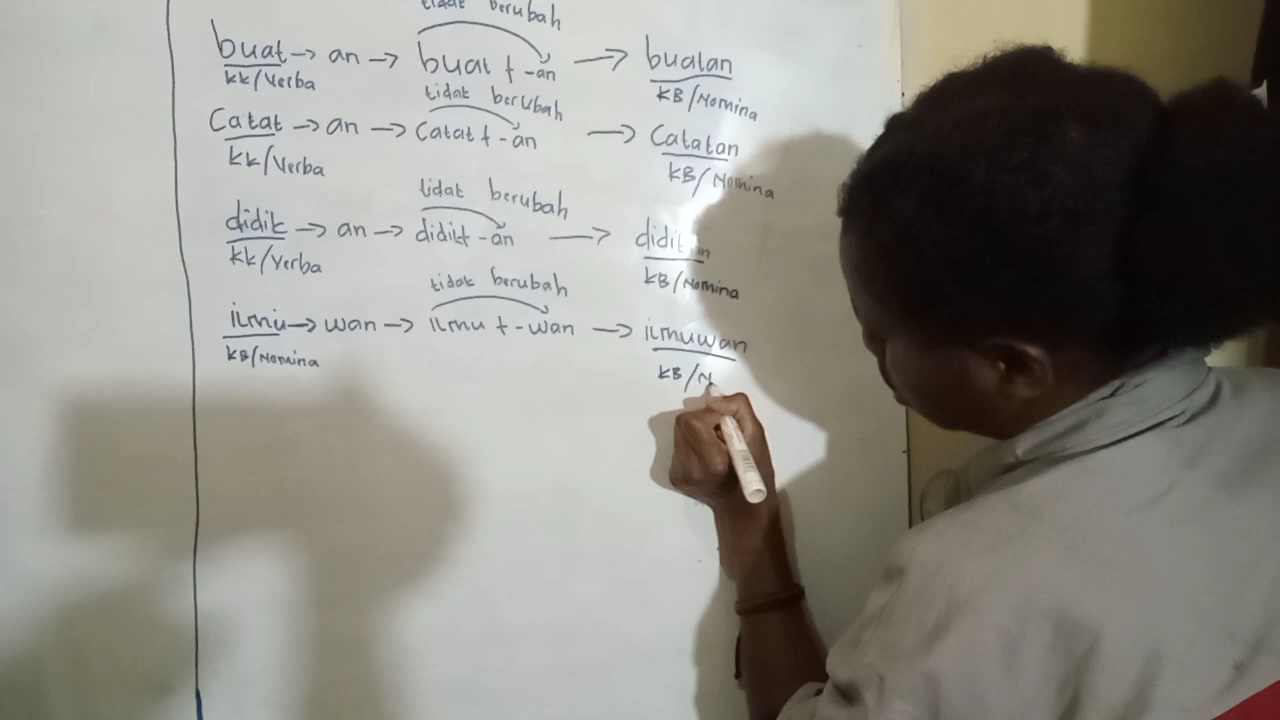 tidak berubah
buat → an → buat + -an → buatan
kk/Verba KB/Nomina
tidak berubah
Catat → an → Catat + -an → Catatan
kk/Verba KB/Nomina
tidak berubah
didik → an → didik + -an →
kk/Verba KB/Nomina
tidak berubah
ilmu → wan → ilmu + -wan → ilmuwan
KB/Nomina KB/N